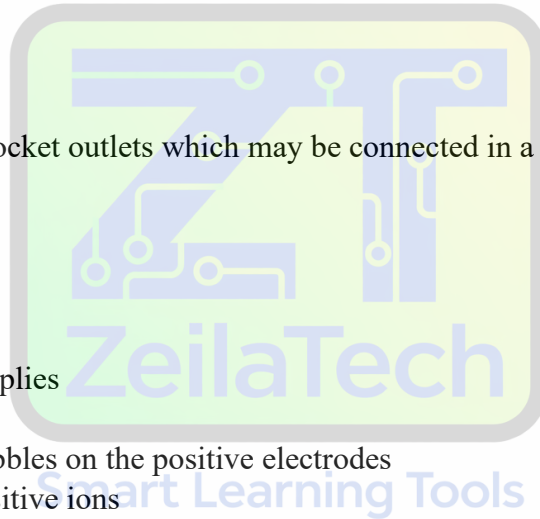 ocket outlets which may be connected in a
plies
ZeilaTech
bbles on the positive electrodes
itive ions
Smart Learning Tools